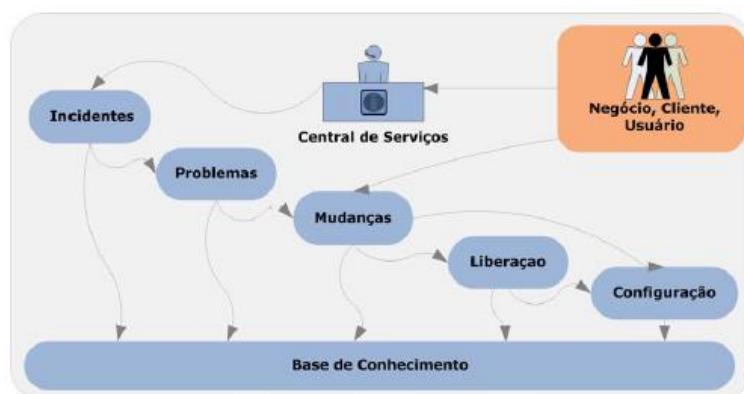 Negócio, Cliente,
Usuário
Central de Serviços
Incidentes
Problemas
Mudanças
Liberaçao
Configuração
Base de Conhecimento